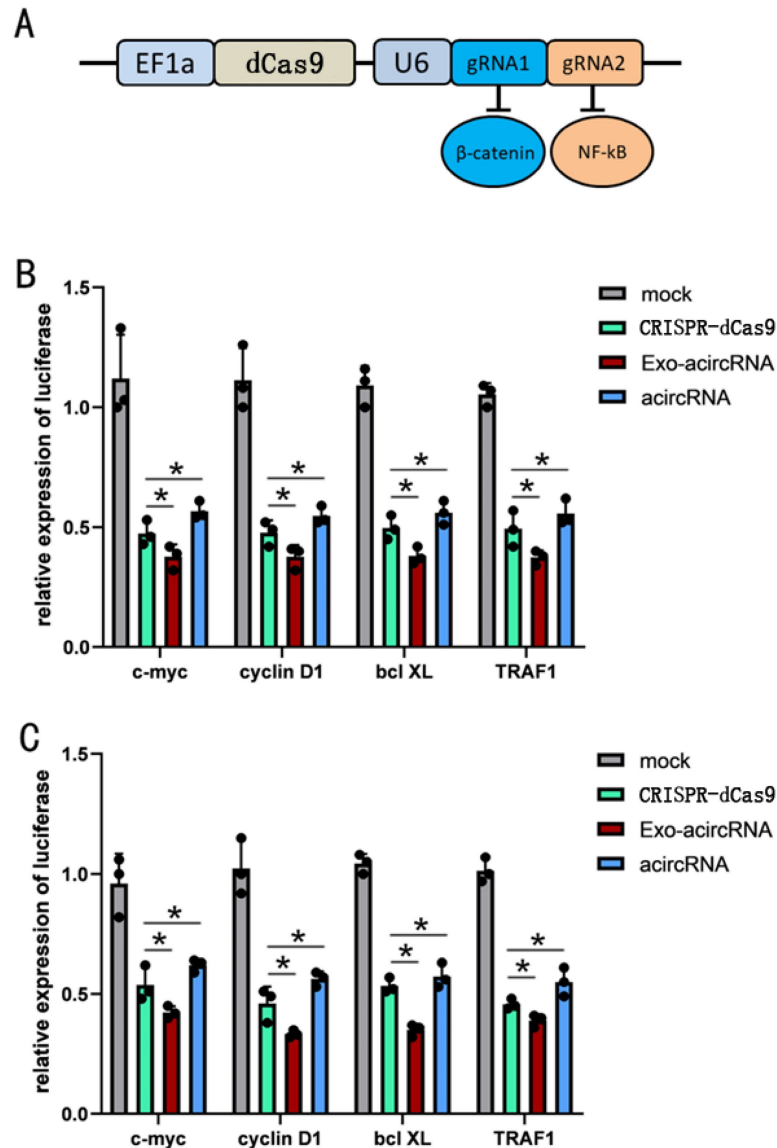 A
EF1a dCas9 U6 gRNA1 gRNA2
β-catenin NF-kB
B
relative expression of luciferase
1.5
1.0
0.5
0.0
* * * * * * * *
c-myc cyclin D1 bcl XL TRAF1
mock
CRISPR-dCas9
Exo-acircRNA
acircRNA
C
relative expression of luciferase
1.5
1.0
0.5
0.0
* * * * * * * *
c-myc cyclin D1 bcl XL TRAF1
mock
CRISPR-dCas9
Exo-acircRNA
acircRNA